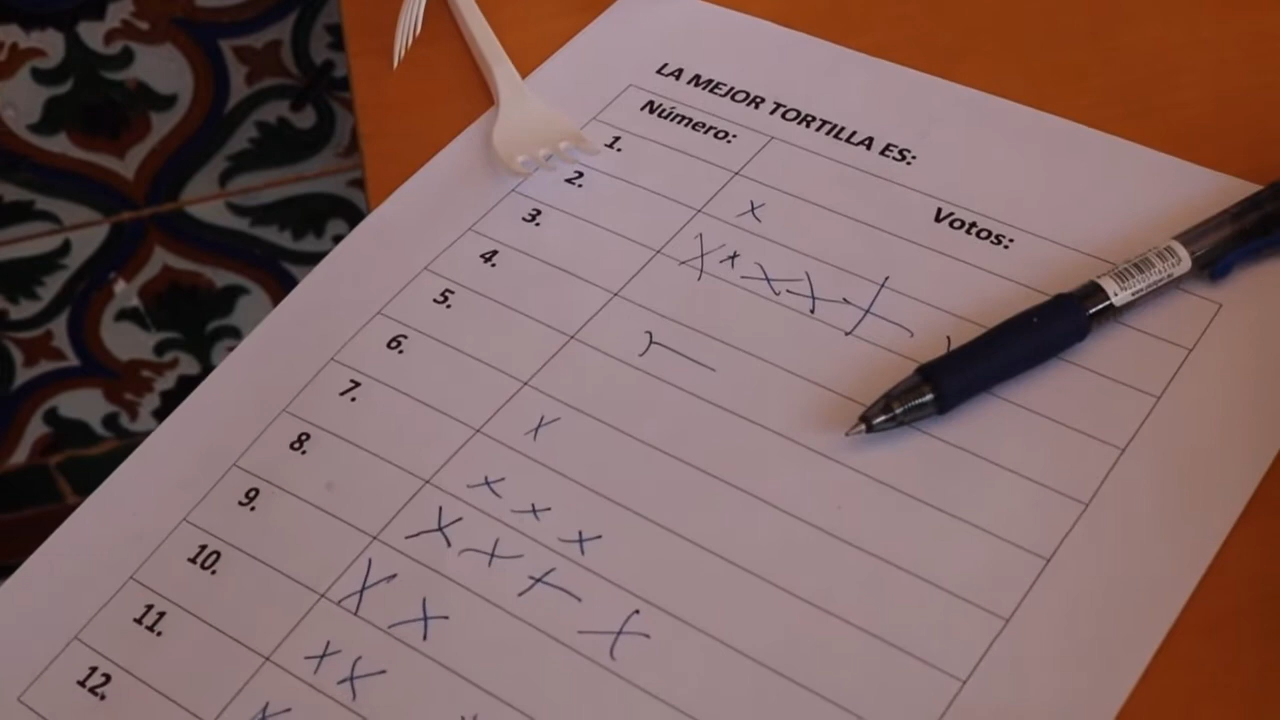 LA MEJOR TORTILLA ES:
Número: Votos:
1. X
2. X X X X X
3.
4.
5.
6. X
7. X X X
8. X X X X
9. X X
10. X X
11. X
12.